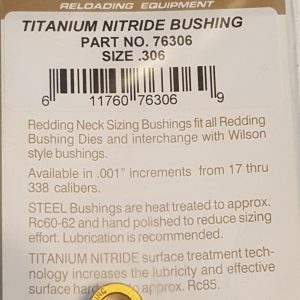 RELOADING EQUIPMENT
TITANIUM NITRIDE BUSHING
PART NO. 76306
SIZE .306
6 11760 76306 9
Redding Neck Sizing Bushings fit all Redding
Bushing Dies and interchange with Wilson
style bushings.
Available in .001" increments from 17 thru
338 calibers.
STEEL Bushings are heat treated to approx.
Rc60-62 and hand polished to reduce sizing
effort. Lubrication is recommended.
TITANIUM NITRIDE surface treatment tech-
nology increases the lubricity and effective
surface to approx. Rc85.